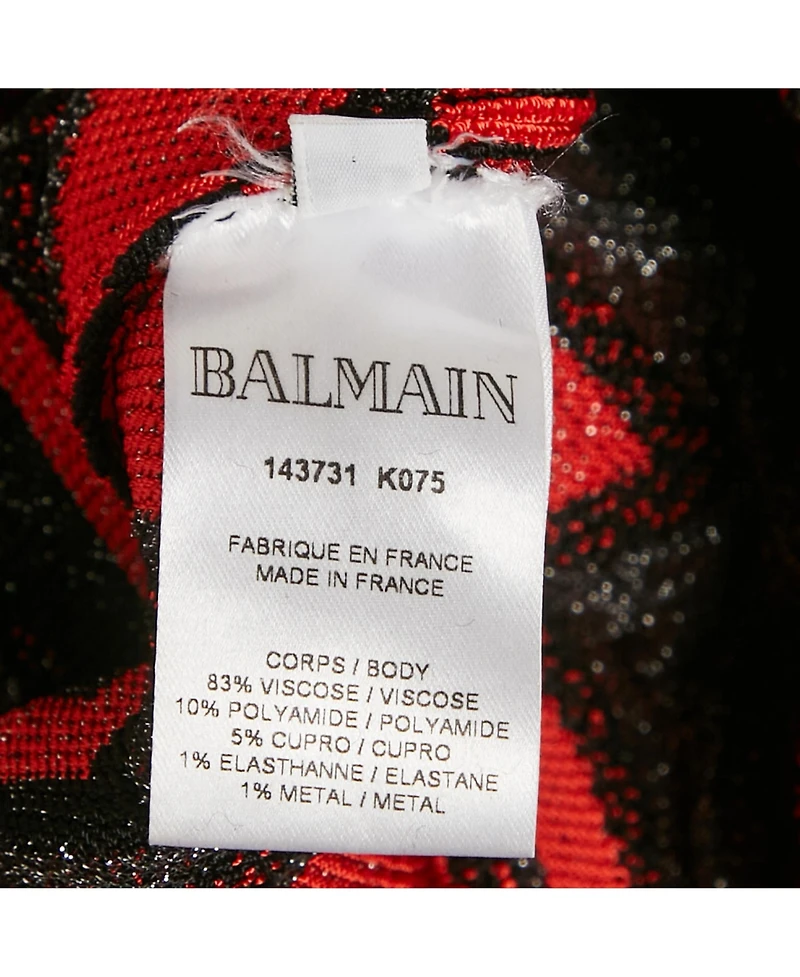 BALMAIN
143731 K075
FABRIQUE EN FRANCE
MADE IN FRANCE
CORPS / BODY
83% VISCOSE / VISCOSE
10% POLYAMIDE / POLYAMIDE
5% CUPRO / CUPRO
1% ELASTHANNE / ELASTANE
1% METAL / METAL